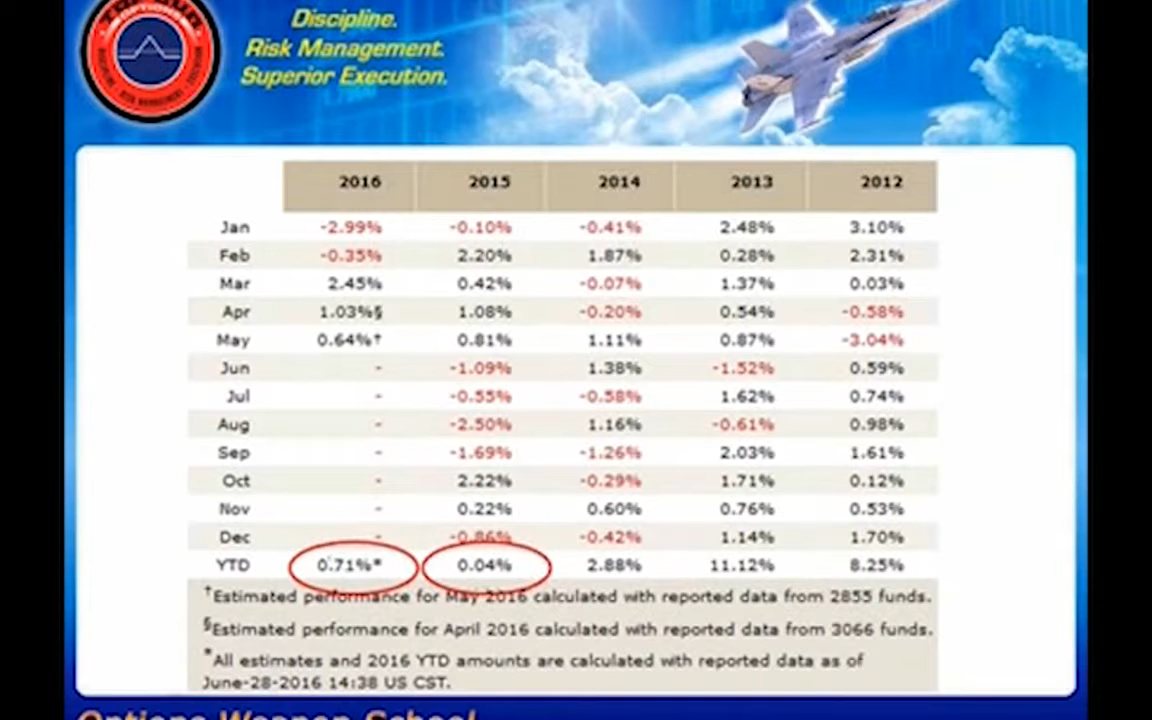 OPTIONS
Discipline.
Risk Management.
Superior Execution.
2016 2015 2014 2013 2012
Jan -2.99% -0.10% -0.41% 2.48% 3.10%
Feb -0.35% 2.20% 1.87% 0.28% 2.31%
Mar 2.45% 0.42% -0.07% 1.37% 0.03%
Apr 1.03%§ 1.08% -0.20% 0.54% -0.58%
May 0.64%† 0.81% 1.11% 0.87% -3.04%
Jun - -1.09% 1.38% -1.52% 0.59%
Jul - -0.55% -0.58% 1.62% 0.74%
Aug - -2.50% 1.16% -0.61% 0.98%
Sep - -1.69% -1.26% 2.03% 1.61%
Oct - 2.22% -0.29% 1.71% 0.12%
Nov - 0.22% 0.60% 0.76% 0.53%
Dec - -0.86% -0.42% 1.14% 1.70%
YTD 0.71%* 0.04% 2.88% 11.12% 8.25%
†Estimated performance for May 2016 calculated with reported data from 2855 funds.
§Estimated performance for April 2016 calculated with reported data from 3066 funds.
*All estimates and 2016 YTD amounts are calculated with reported data as of
June-28-2016 14:38 US CST.
Options Weapon School